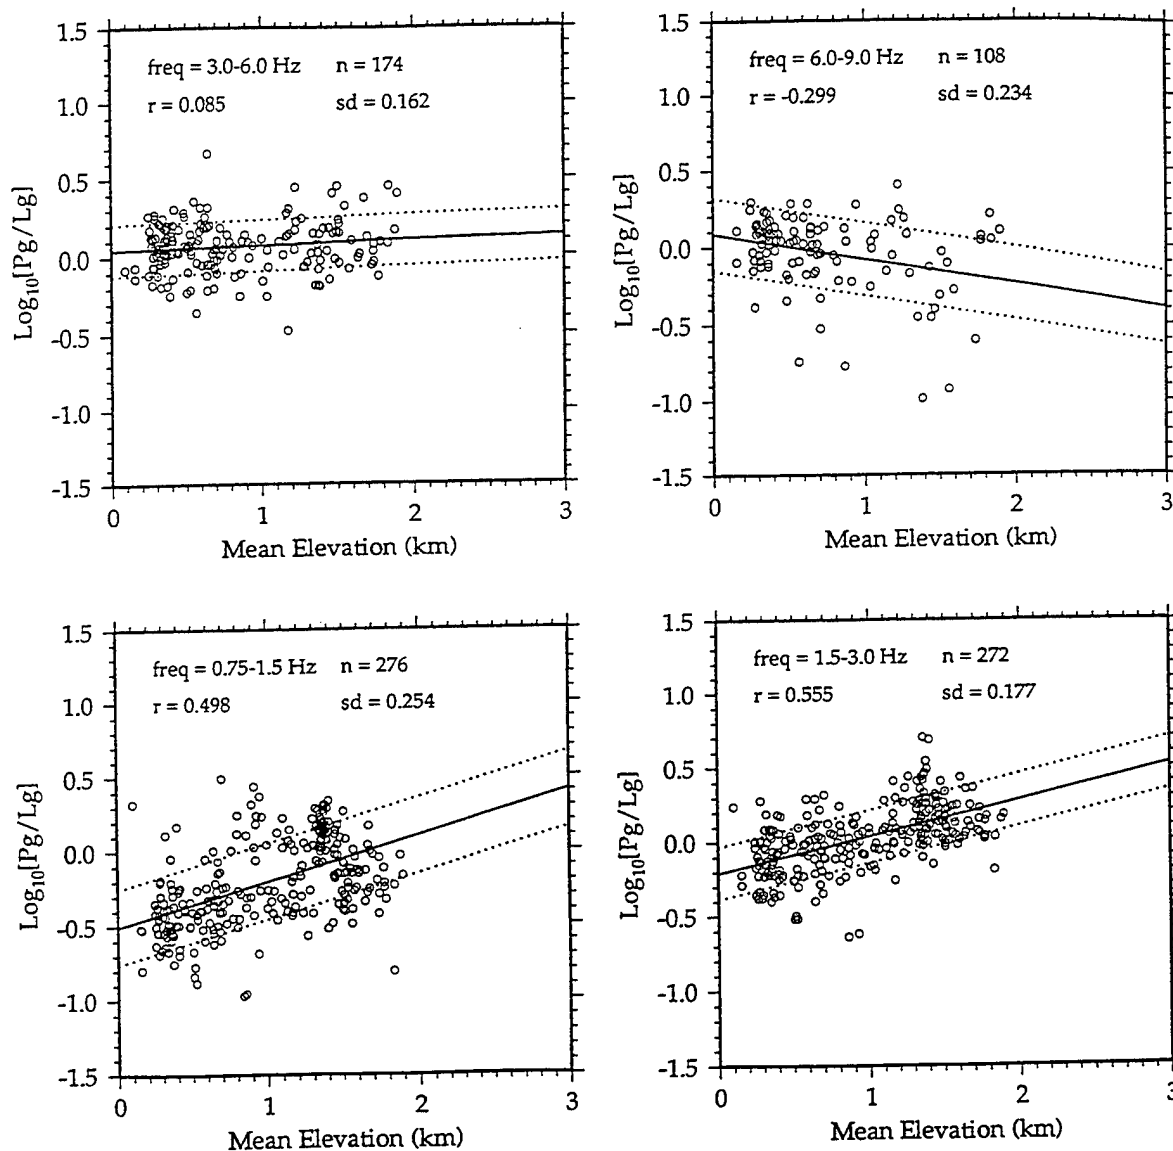 freq = 3.0-6.0 Hz n = 174
r = 0.085 sd = 0.162
Log10[Pg/Lg]
1.5
1.0
0.5
0.0
-0.5
-1.0
-1.5
0 1 2 3
Mean Elevation (km)
freq = 6.0-9.0 Hz n = 108
r = -0.299 sd = 0.234
Log10[Pg/Lg]
1.5
1.0
0.5
0.0
-0.5
-1.0
-1.5
0 1 2 3
Mean Elevation (km)
freq = 0.75-1.5 Hz n = 276
r = 0.498 sd = 0.254
Log10[Pg/Lg]
1.5
1.0
0.5
0.0
-0.5
-1.0
-1.5
0 1 2 3
Mean Elevation (km)
freq = 1.5-3.0 Hz n = 272
r = 0.555 sd = 0.177
Log10[Pg/Lg]
1.5
1.0
0.5
0.0
-0.5
-1.0
-1.5
0 1 2 3
Mean Elevation (km)